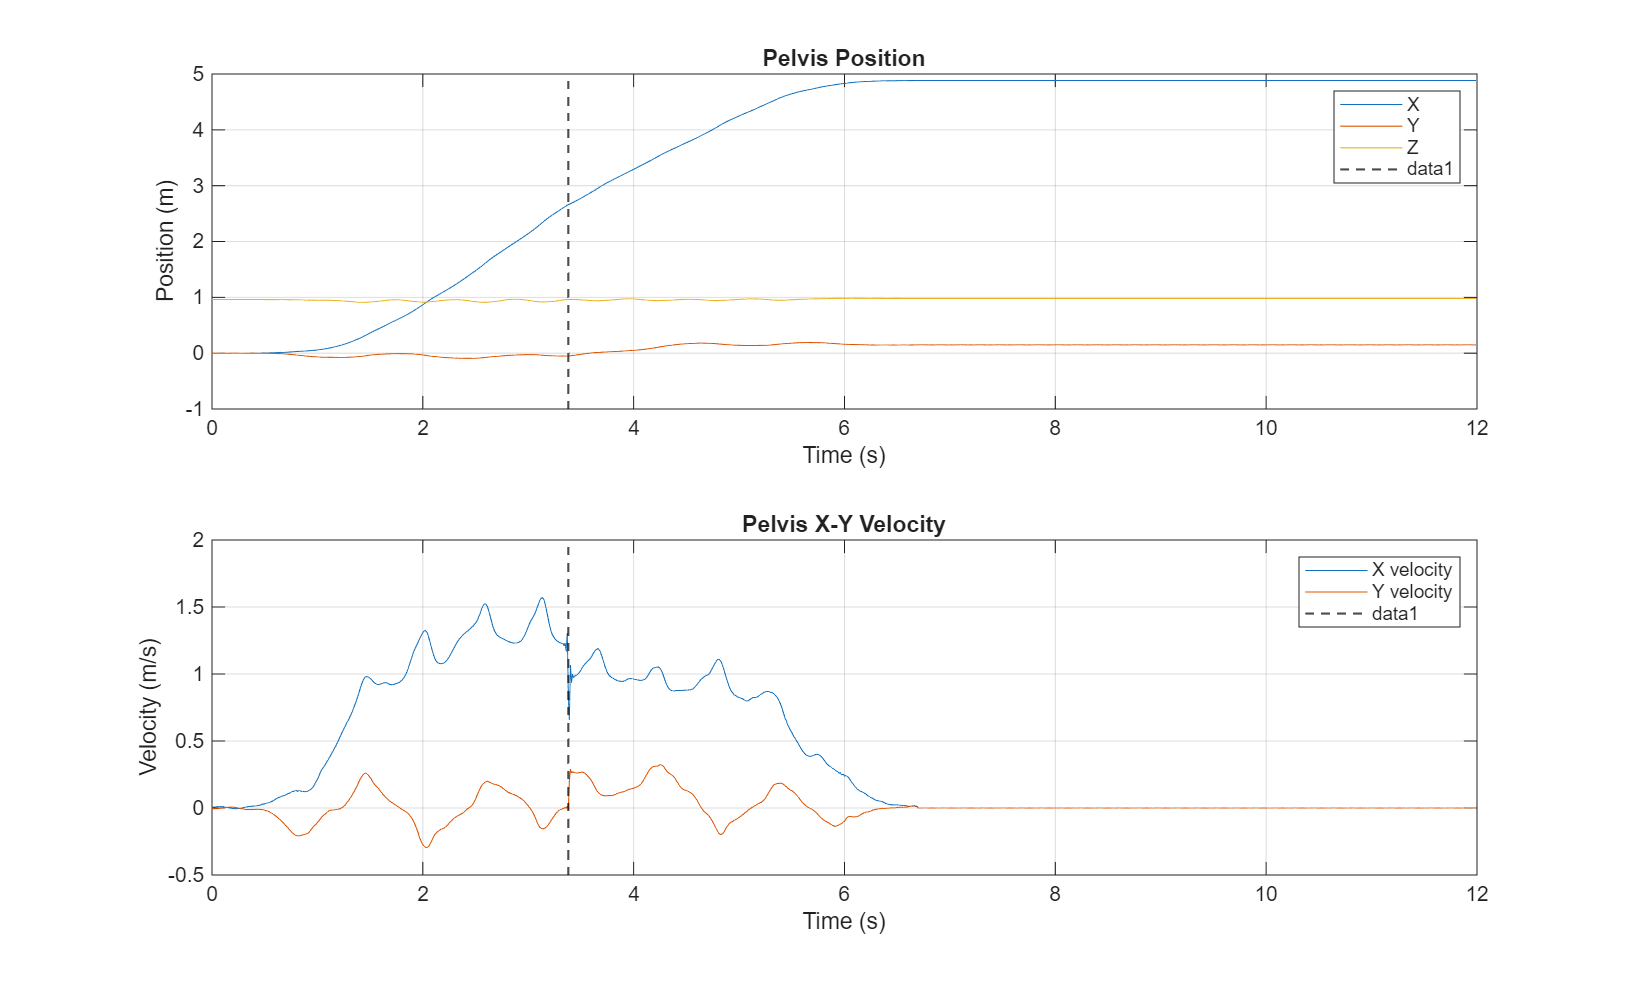 Pelvis Position
5
4
3
2
1
0
-1
Position (m)
X
Y
Z
data1
0 2 4 6 8 10 12
Time (s)
Pelvis X-Y Velocity
2
1.5
1
0.5
0
-0.5
Velocity (m/s)
X velocity
Y velocity
data1
0 2 4 6 8 10 12
Time (s)